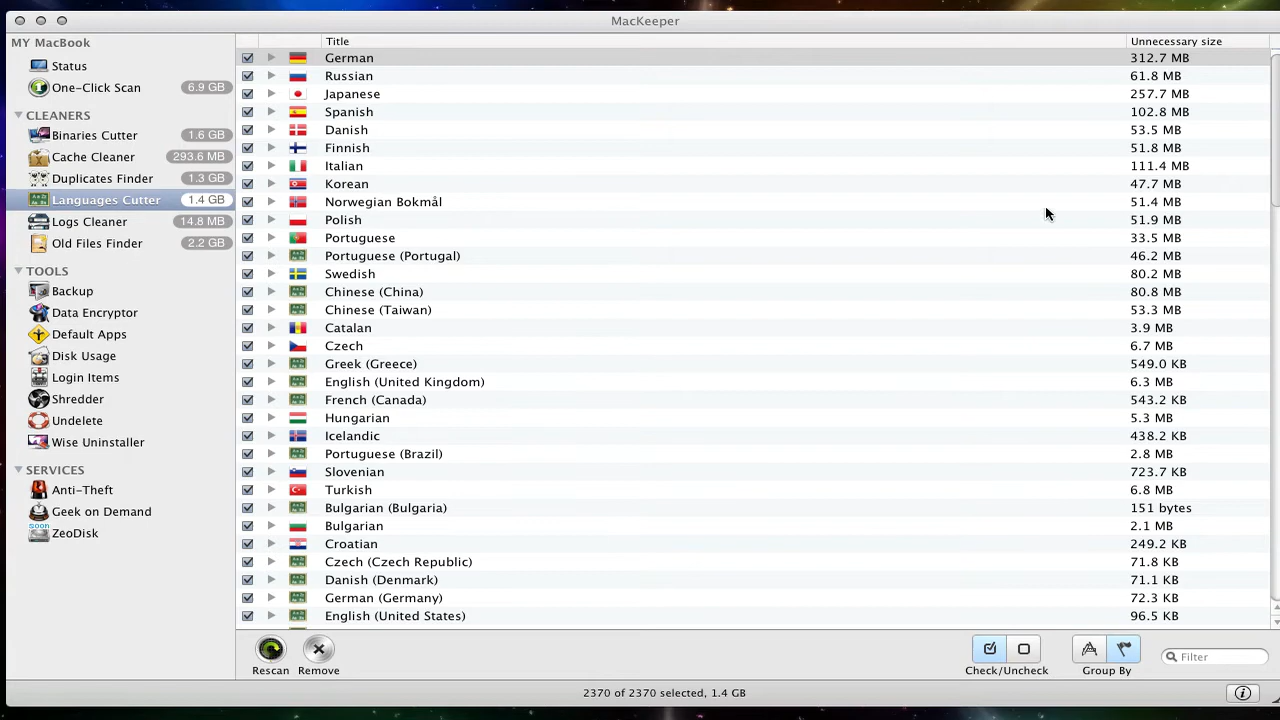 MacKeeper
MY MacBook
Status
One-Click Scan 6.9 GB
CLEANERS
Binaries Cutter 1.6 GB
Cache Cleaner 293.6 MB
Duplicates Finder 1.3 GB
Languages Cutter 1.4 GB
Logs Cleaner 14.8 MB
Old Files Finder 2.2 GB
TOOLS
Backup
Data Encryptor
Default Apps
Disk Usage
Login Items
Shredder
Undelete
Wise Uninstaller
SERVICES
Anti-Theft
Geek on Demand
SOON
ZeoDisk
Title Unnecessary size
German 312.7 MB
Russian 61.8 MB
Japanese 257.7 MB
Spanish 102.8 MB
Danish 53.5 MB
Finnish 51.8 MB
Italian 111.4 MB
Korean 47.7 MB
Norwegian Bokmål 51.4 MB
Polish 51.9 MB
Portuguese 33.5 MB
Portuguese (Portugal) 46.2 MB
Swedish 80.2 MB
Chinese (China) 80.8 MB
Chinese (Taiwan) 53.3 MB
Catalan 3.9 MB
Czech 6.7 MB
Greek (Greece) 549.0 KB
English (United Kingdom) 6.3 MB
French (Canada) 543.2 KB
Hungarian 5.3 MB
Icelandic 438.2 KB
Portuguese (Brazil) 2.8 MB
Slovenian 723.7 KB
Turkish 6.8 MB
Bulgarian (Bulgaria) 151 bytes
Bulgarian 2.1 MB
Croatian 249.2 KB
Czech (Czech Republic) 71.8 KB
Danish (Denmark) 71.1 KB
German (Germany) 72.3 KB
English (United States) 96.5 KB
Rescan Remove Check/Uncheck Group By Filter
2370 of 2370 selected, 1.4 GB